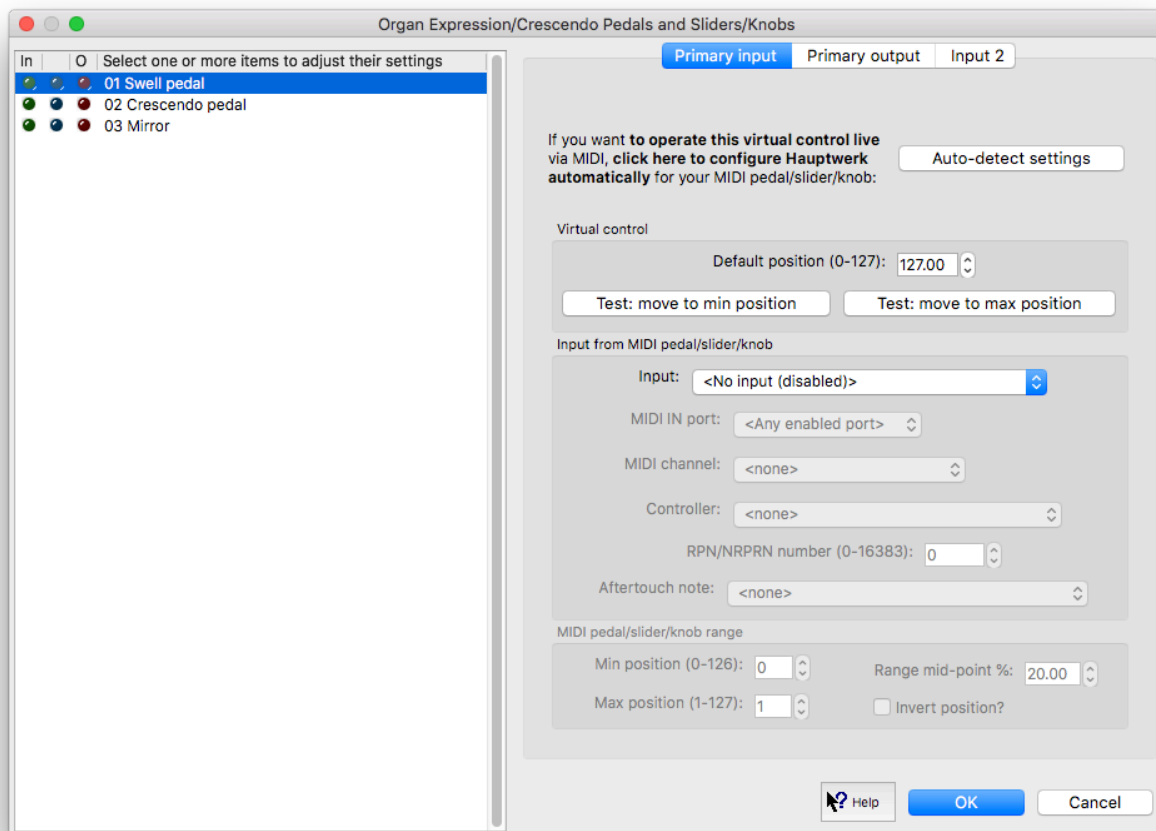 Organ Expression/Crescendo Pedals and Sliders/Knobs
In O Select one or more items to adjust their settings
01 Swell pedal
02 Crescendo pedal
03 Mirror
Primary input Primary output Input 2
If you want to operate this virtual control live
via MIDI, click here to configure Hauptwerk
automatically for your MIDI pedal/slider/knob:
Auto-detect settings
Virtual control
Default position (0-127): 127.00
Test: move to min position Test: move to max position
Input from MIDI pedal/slider/knob
Input: <No input (disabled)>
MIDI IN port: <Any enabled port>
MIDI channel: <none>
Controller: <none>
RPN/NRPRN number (0-16383): 0
Aftertouch note: <none>
MIDI pedal/slider/knob range
Min position (0-126): 0 Range mid-point %: 20.00
Max position (1-127): 1 Invert position?
? Help OK Cancel